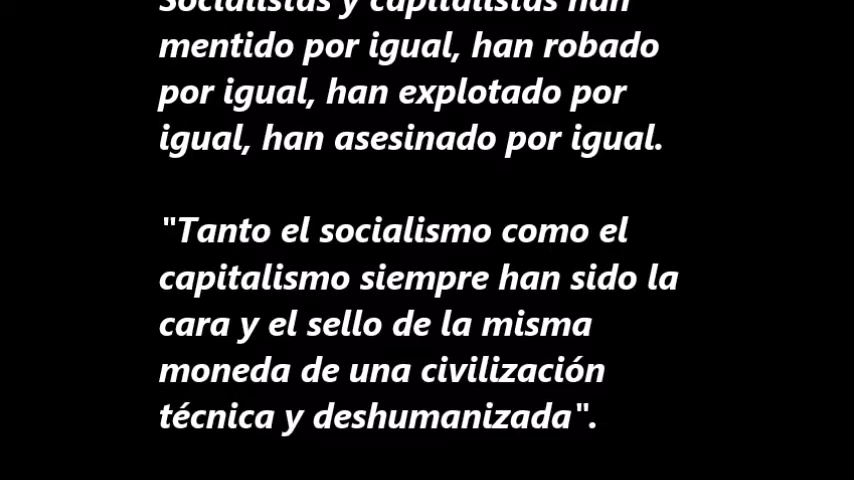 Socialistas y capitalistas han
mentido por igual, han robado
por igual, han explotado por
igual, han asesinado por igual.
"Tanto el socialismo como el
capitalismo siempre han sido la
cara y el sello de la misma
moneda de una civilización
técnica y deshumanizada".